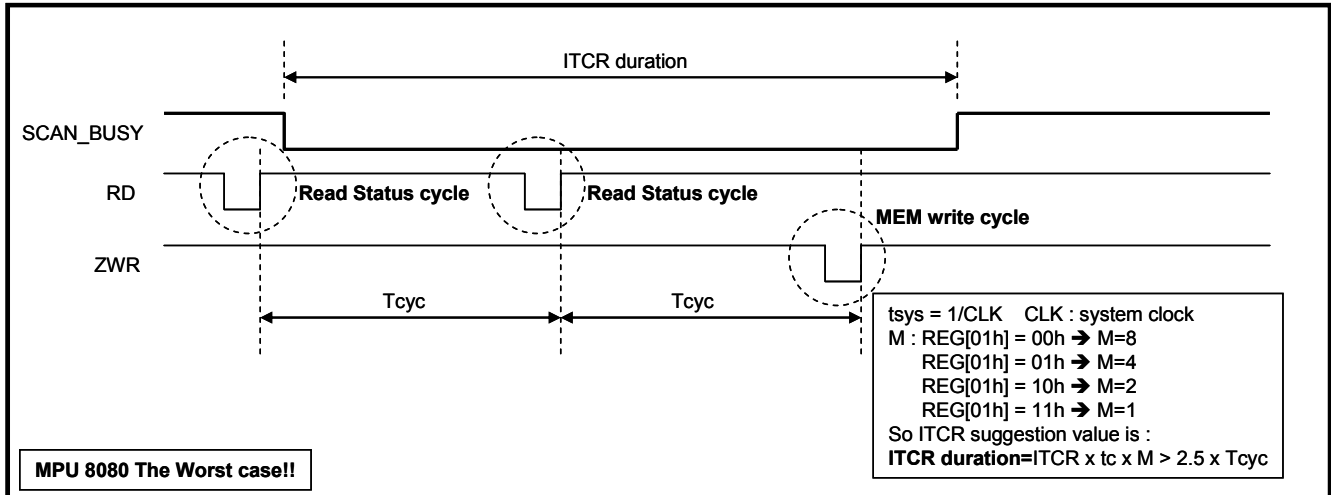 ITCR duration
SCAN_BUSY
RD
Read Status cycle
Read Status cycle
MEM write cycle
ZWR
Tcyc
Tcyc
tsys = 1/CLK CLK : system clock
M : REG[01h] = 00h ➔ M=8
REG[01h] = 01h ➔ M=4
REG[01h] = 10h ➔ M=2
REG[01h] = 11h ➔ M=1
So ITCR suggestion value is :
ITCR duration=ITCR x tc x M > 2.5 x Tcyc
MPU 8080 The Worst case!!